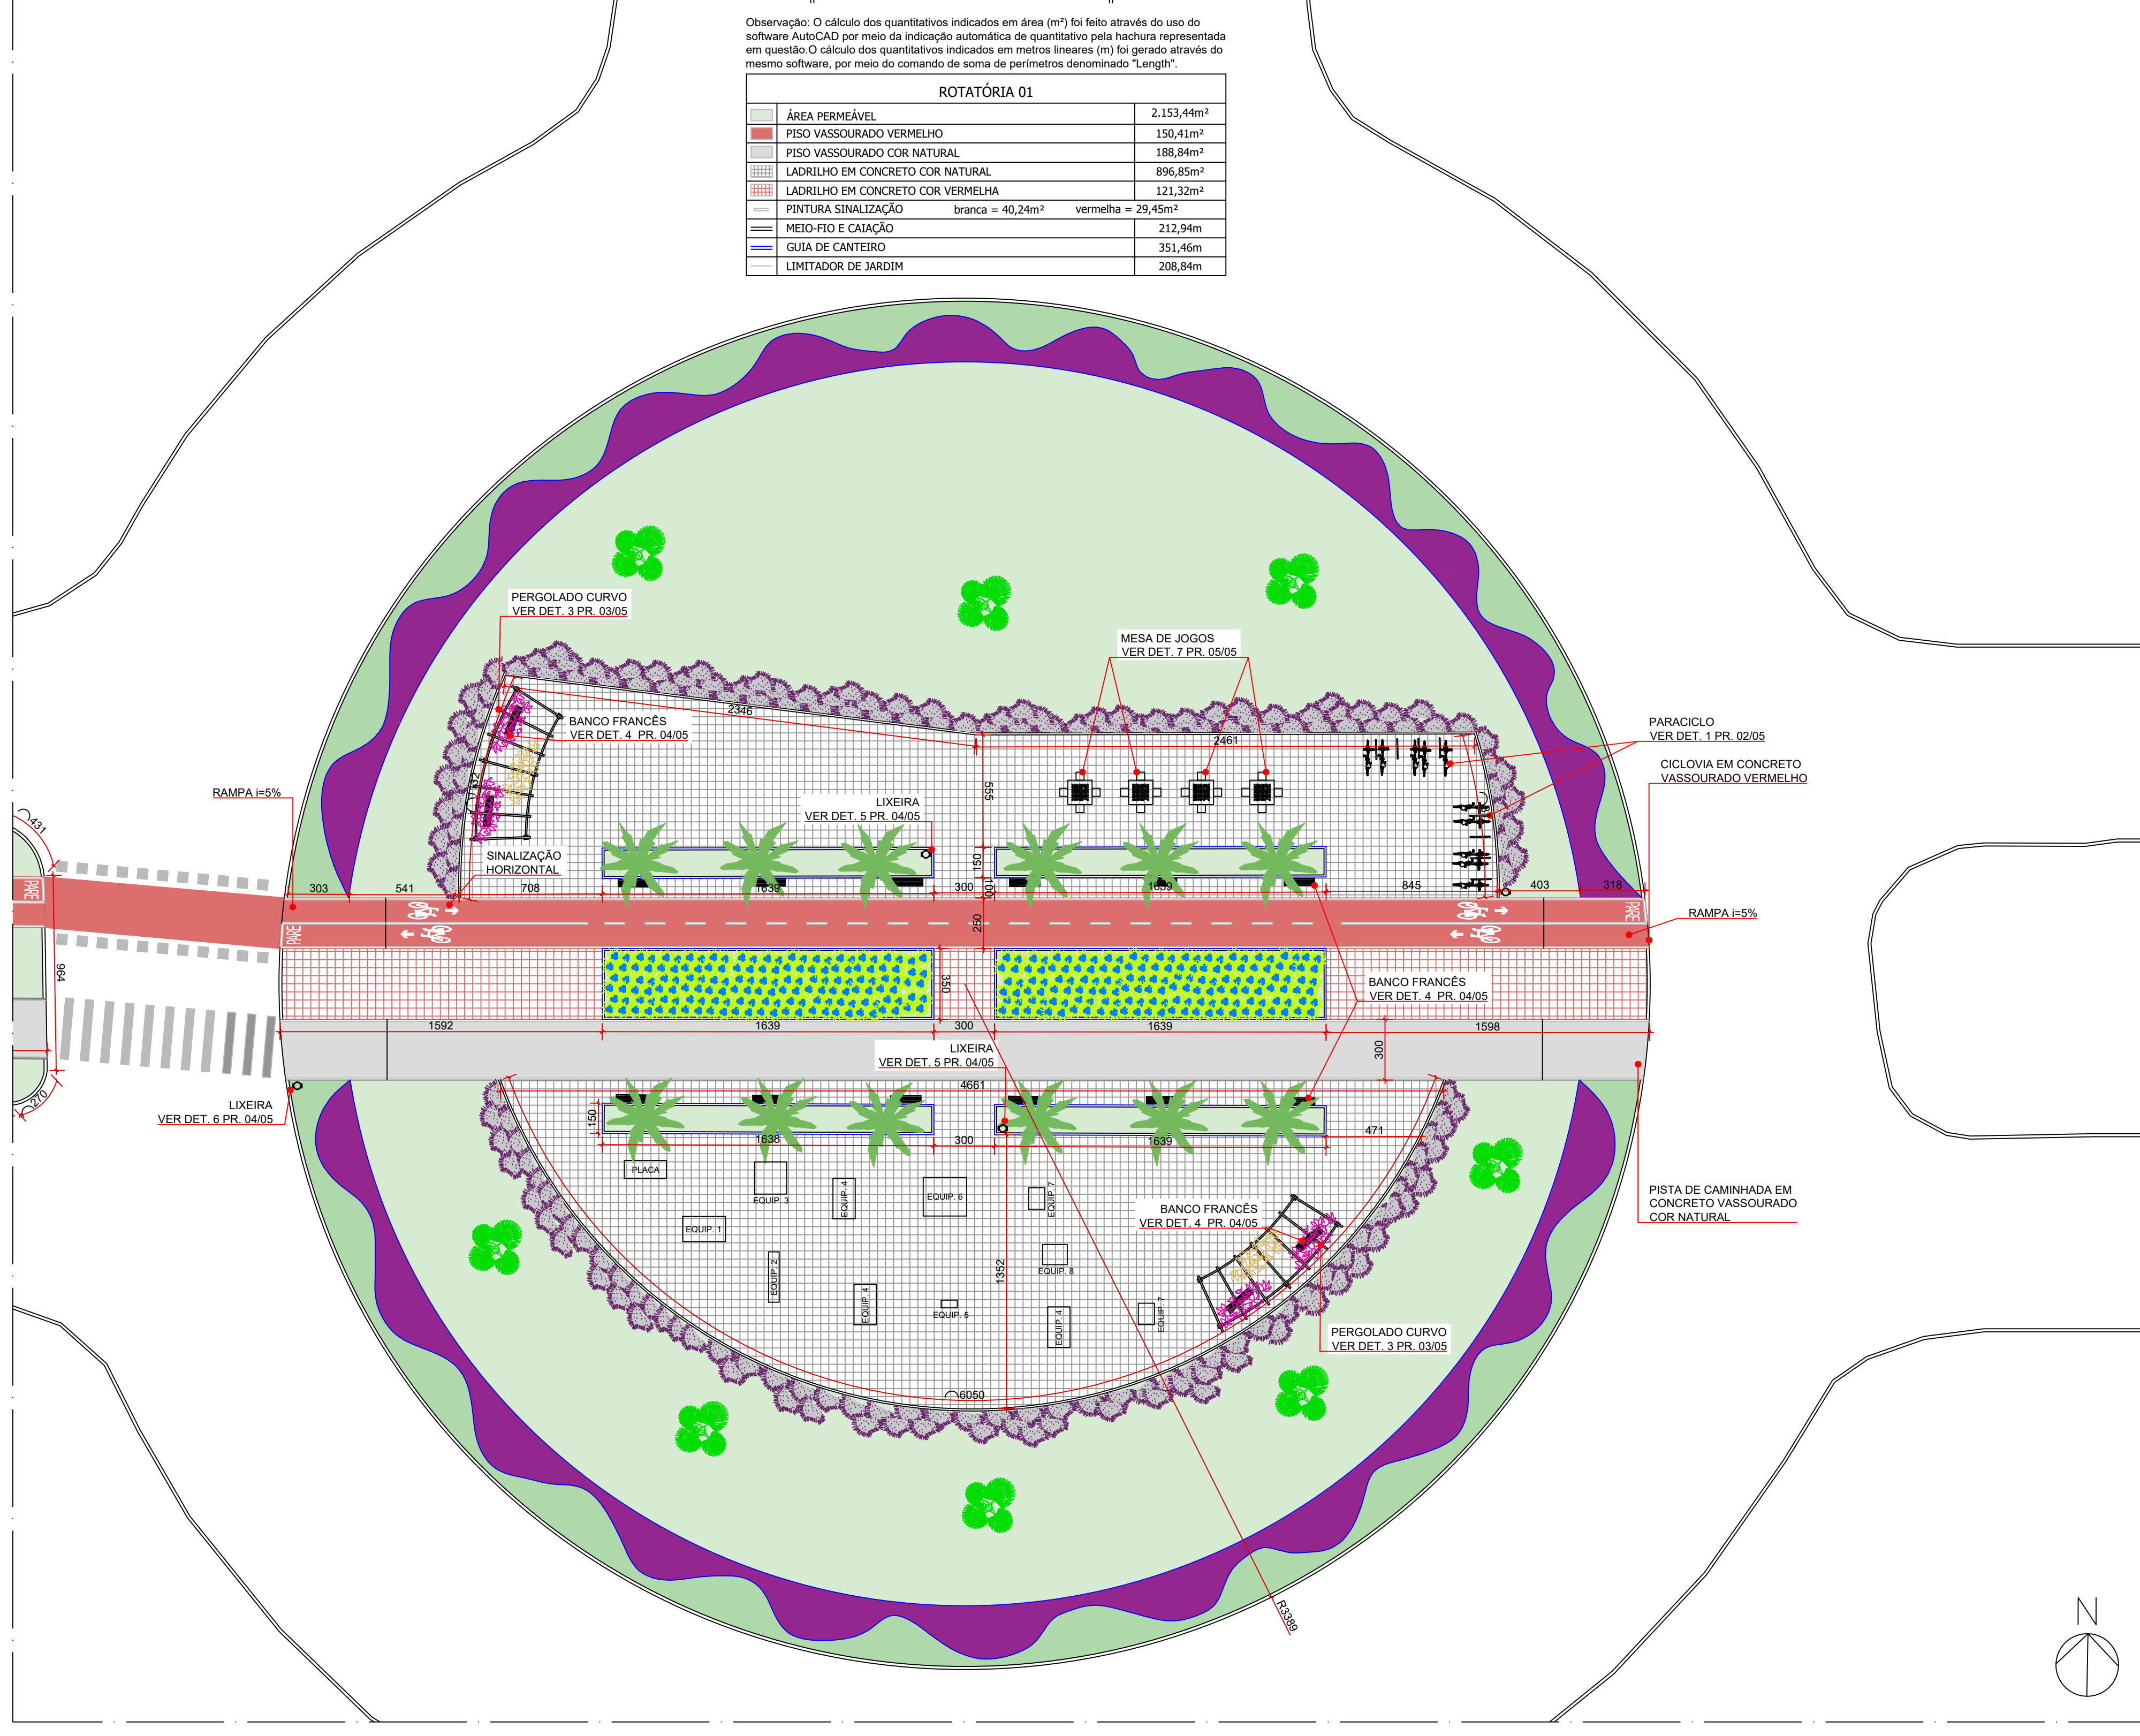 Observação: O cálculo dos quantitativos indicados em área (m²) foi feito através do uso do
software AutoCAD por meio da indicação automática de quantitativo pela hachura representada
em questão.O cálculo dos quantitativos indicados em metros lineares (m) foi gerado através do
mesmo software, por meio do comando de soma de perímetros denominado "Length".
ROTATÓRIA 01
ÁREA PERMEÁVEL 2.153,44m²
PISO VASSOURADO VERMELHO 150,41m²
PISO VASSOURADO COR NATURAL 188,84m²
LADRILHO EM CONCRETO COR NATURAL 896,85m²
LADRILHO EM CONCRETO COR VERMELHA 121,32m²
PINTURA SINALIZAÇÃO branca = 40,24m² vermelha = 29,45m²
MEIO-FIO E CAIAÇÃO 212,94m
GUIA DE CANTEIRO 351,46m
LIMITADOR DE JARDIM 208,84m
PERGOLADO CURVO
VER DET. 3 PR. 03/05
MESA DE JOGOS
VER DET. 7 PR. 05/05
2346
BANCO FRANCÊS
VER DET. 4 PR. 04/05
2461
PARACICLO
VER DET. 1 PR. 02/05
CICLOVIA EM CONCRETO
VASSOURADO VERMELHO
RAMPA i=5%
555
LIXEIRA
VER DET. 5 PR. 04/05
431
SINALIZAÇÃO
HORIZONTAL
150
PARE
303
541
708
1639
300
100
1639
845
403
318
PARE
RAMPA i=5%
PARE
250
964
350
BANCO FRANCÊS
VER DET. 4 PR. 04/05
1592
1639
300
1639
1598
300
LIXEIRA
VER DET. 5 PR. 04/05
4661
270
LIXEIRA
VER DET. 6 PR. 04/05
150
1638
300
1639
471
PLACA
EQUIP. 3
EQUIP. 4
EQUIP. 6
EQUIP. 7
PISTA DE CAMINHADA EM
CONCRETO VASSOURADO
COR NATURAL
BANCO FRANCÊS
VER DET. 4 PR. 04/05
EQUIP. 1
EQUIP. 2
1352
EQUIP. 8
EQUIP. 4
EQUIP. 5
EQUIP. 4
EQUIP. 7
PERGOLADO CURVO
VER DET. 3 PR. 03/05
6050
R3389
N